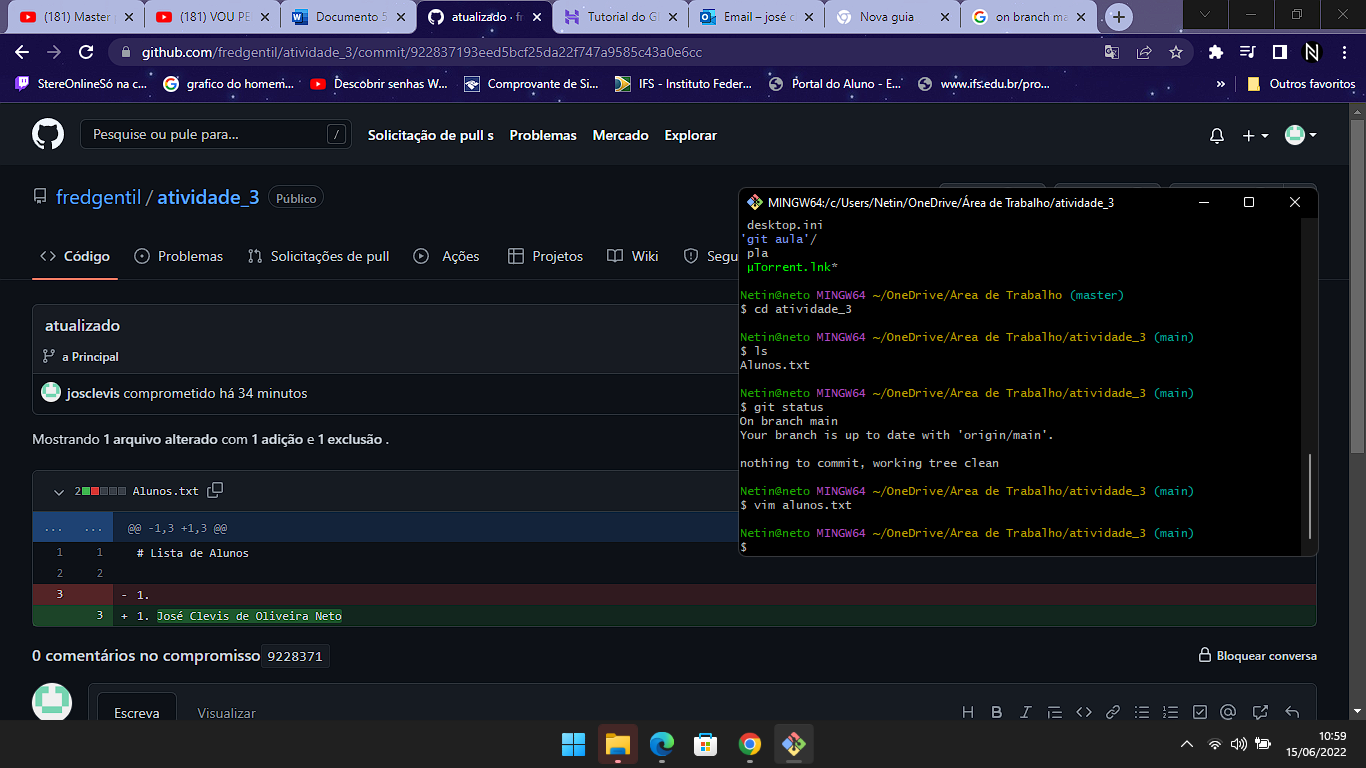 (181) Master
(181) VOU PE
Documento 5
atualizado · f
Tutorial do G
Email – josé c
Nova guia
on branch ma
github.com/fredgentil/atividade_3/commit/922837193eed5bcf25da22f747a9585c43a0e6cc
StereOnlineSó na c...
grafico do homem...
Descobrir senhas W...
Comprovante de Si...
IFS - Instituto Feder...
Portal do Aluno - E...
www.ifs.edu.br/pro...
»
Outros favoritos
Pesquise ou pule para...
/
Solicitação de pull s
Problemas
Mercado
Explorar
fredgentil / atividade_3
Público
Código
Problemas
Solicitações de pull
Ações
Projetos
Wiki
Segu
atualizado
a Principal
josclevis comprometido há 34 minutos
Mostrando 1 arquivo alterado com 1 adição e 1 exclusão .
2 Alunos.txt
... ... @@ -1,3 +1,3 @@
1 1 # Lista de Alunos
2 2
3 - 1.
3 + 1. José Clevis de Oliveira Neto
0 comentários no compromisso 9228371
Bloquear conversa
Escreva
Visualizar
MINGW64:/c/Users/Netin/OneDrive/Área de Trabalho/atividade_3
desktop.ini
'git aula'/
pla
µTorrent.lnk*
Netin@neto MINGW64 ~/OneDrive/Área de Trabalho (master)
$ cd atividade_3
Netin@neto MINGW64 ~/OneDrive/Área de Trabalho/atividade_3 (main)
$ ls
Alunos.txt
Netin@neto MINGW64 ~/OneDrive/Área de Trabalho/atividade_3 (main)
$ git status
On branch main
Your branch is up to date with 'origin/main'.
nothing to commit, working tree clean
Netin@neto MINGW64 ~/OneDrive/Área de Trabalho/atividade_3 (main)
$ vim alunos.txt
Netin@neto MINGW64 ~/OneDrive/Área de Trabalho/atividade_3 (main)
$
10:59
15/06/2022